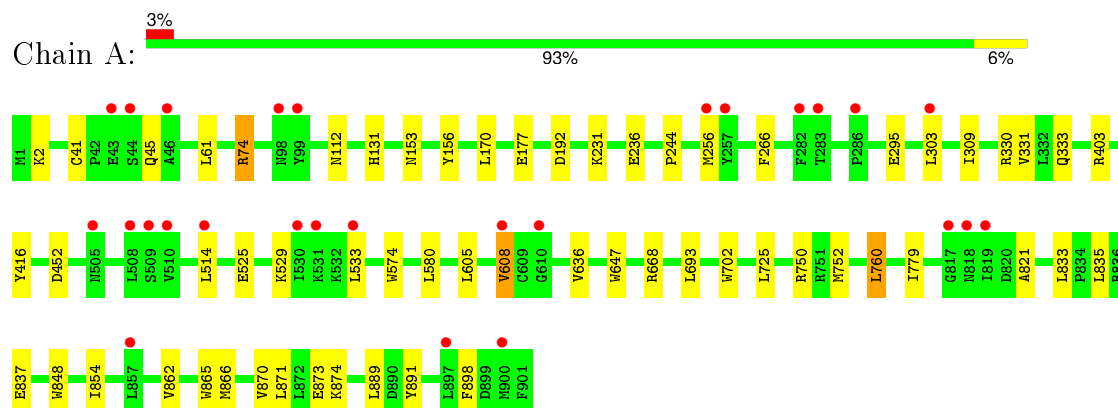 3%
Chain A:
93%
6%
M1 K2 C41 P42 E43 S44 Q45 A46 L61 R74 N98 Y99 N112 H131 N153 Y156 L170 E177 D192 K231 E236 P244 M256 Y257 F266 F282 T283 P286 E295 L303 I309 R330 V331 L332 Q333 R403
Y416 D452 N505 L508 S509 V510 L514 E525 K529 I530 K531 K532 L533 W574 L580 L605 V608 C609 G610 V636 W647 R668 L693 W702 L725 R750 R751 M752 L760 I779 G817 N818 I819 D820 A821 L833 P834 L835
E837 W848 I854 L857 V862 W865 M866 V870 L871 L872 E873 K874 L889 D890 Y891 L897 F898 D899 M900 F901